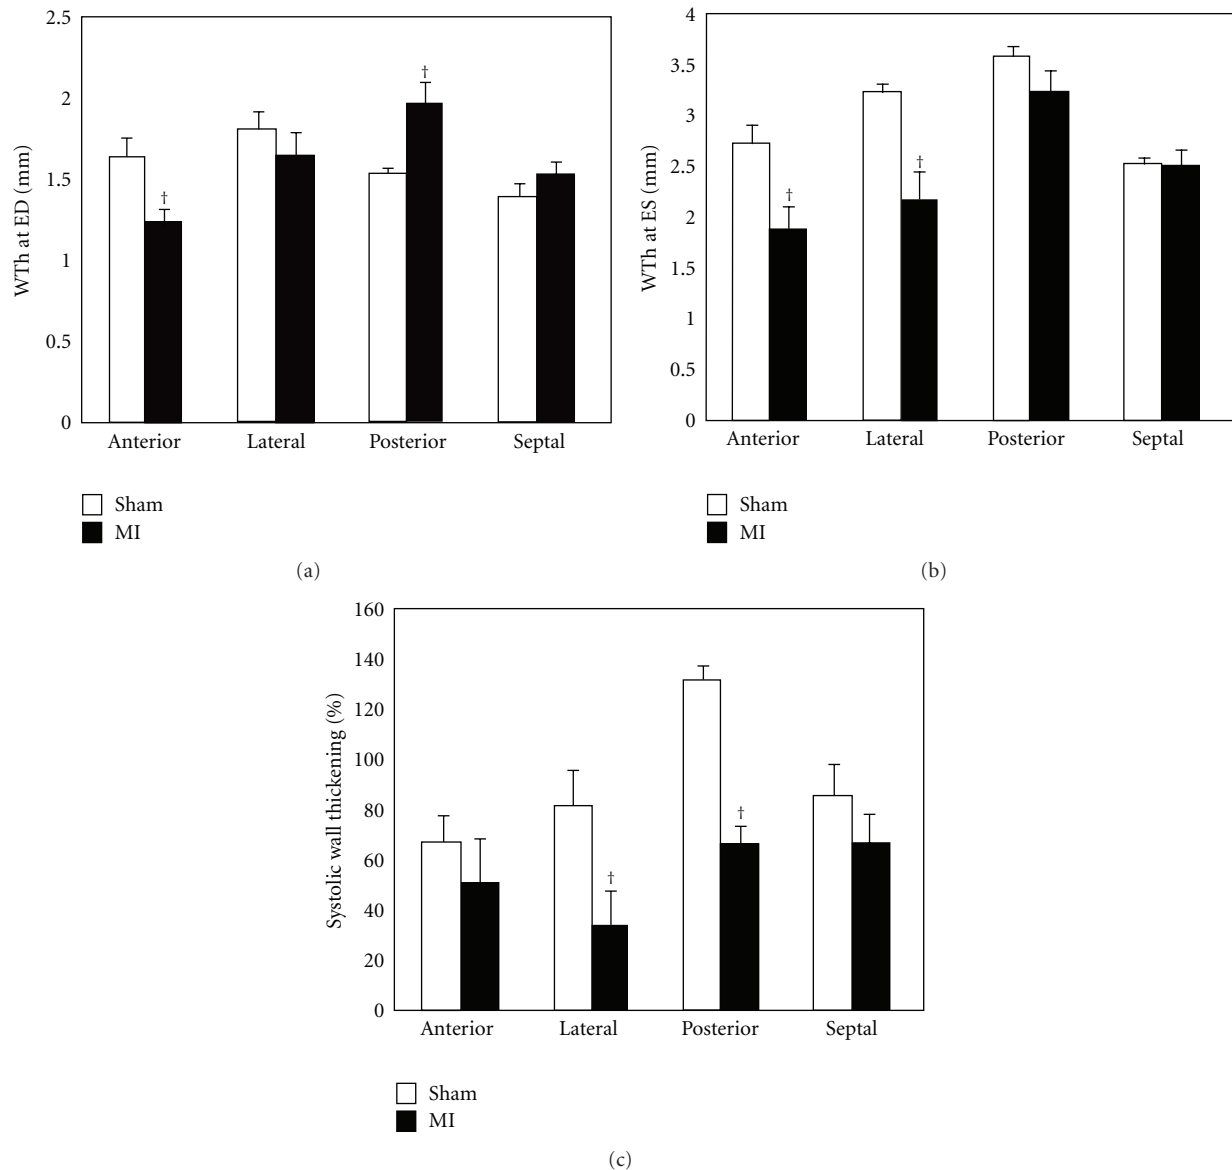 2.5
2
1.5
1
0.5
0
WTh at ED (mm)
†
†
Anterior
Lateral
Posterior
Septal
Sham
MI
(a)
4
3.5
3
2.5
2
1.5
1
0.5
0
WTh at ES (mm)
†
†
Anterior
Lateral
Posterior
Septal
Sham
MI
(b)
160
140
120
100
80
60
40
20
0
Systolic wall thickening (%)
†
†
Anterior
Lateral
Posterior
Septal
Sham
MI
(c)